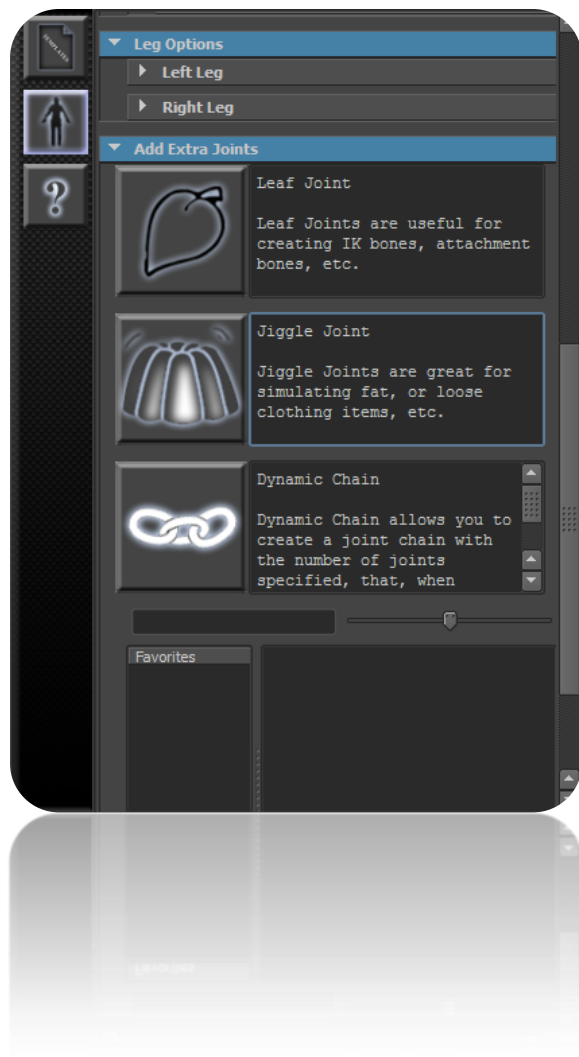 TEMPLATES
Leg Options
Left Leg
Right Leg
Add Extra Joints
Leaf Joint
Leaf Joints are useful for
creating IK bones, attachment
bones, etc.
Jiggle Joint
Jiggle Joints are great for
simulating fat, or loose
clothing items, etc.
Dynamic Chain
Dynamic Chain allows you to
create a joint chain with
the number of joints
specified, that, when
Favorites